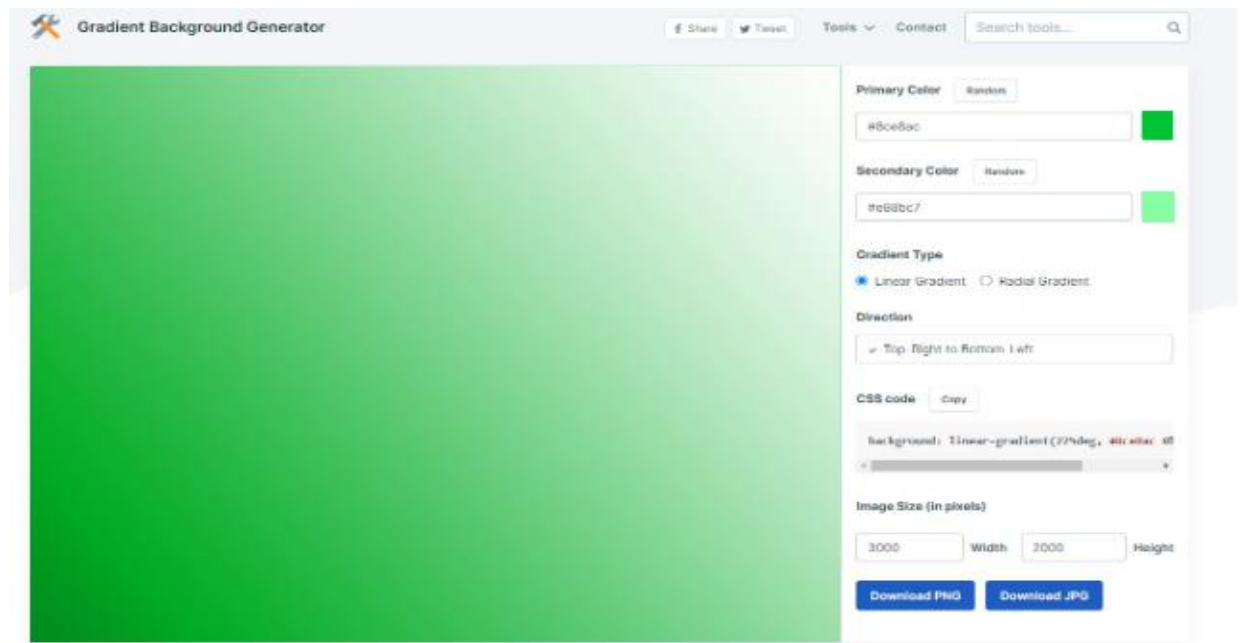 Gradient Background Generator
Share Tweet Tools Contact Search tools...
Primary Color Random
#8ce8ac
Secondary Color Random
#e88bc7
Gradient Type
Linear Gradient Radial Gradient
Direction
Top Right to Bottom Left
CSS code Copy
background: linear-gradient(225deg, #8ce8ac
Image Size (in pixels)
3000 Width 2000 Height
Download PNG Download JPG